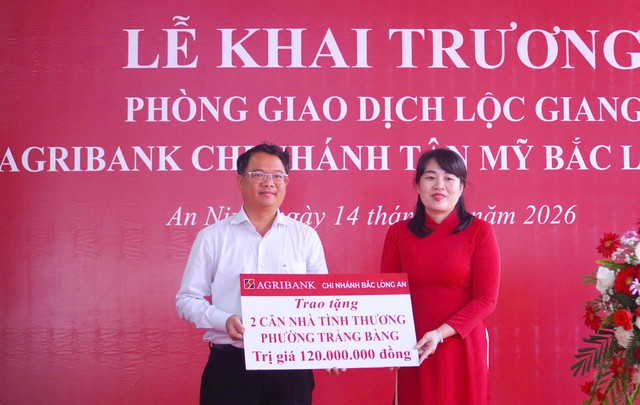 LỄ KHAI TRƯƠNG
PHÒNG GIAO DỊCH LỘC GIANG
AGRIBANK CHI NHÁNH TÂN MỸ BẮC L
An Ni ngày 14 thán năm 2026
AGRIBANK CHI NHÁNH BẮC LONG AN
Trao tặng
2 CĂN NHÀ TÌNH THƯƠNG
PHƯỜNG TRẢNG BÀNG
Trị giá 120.000.000 đồng